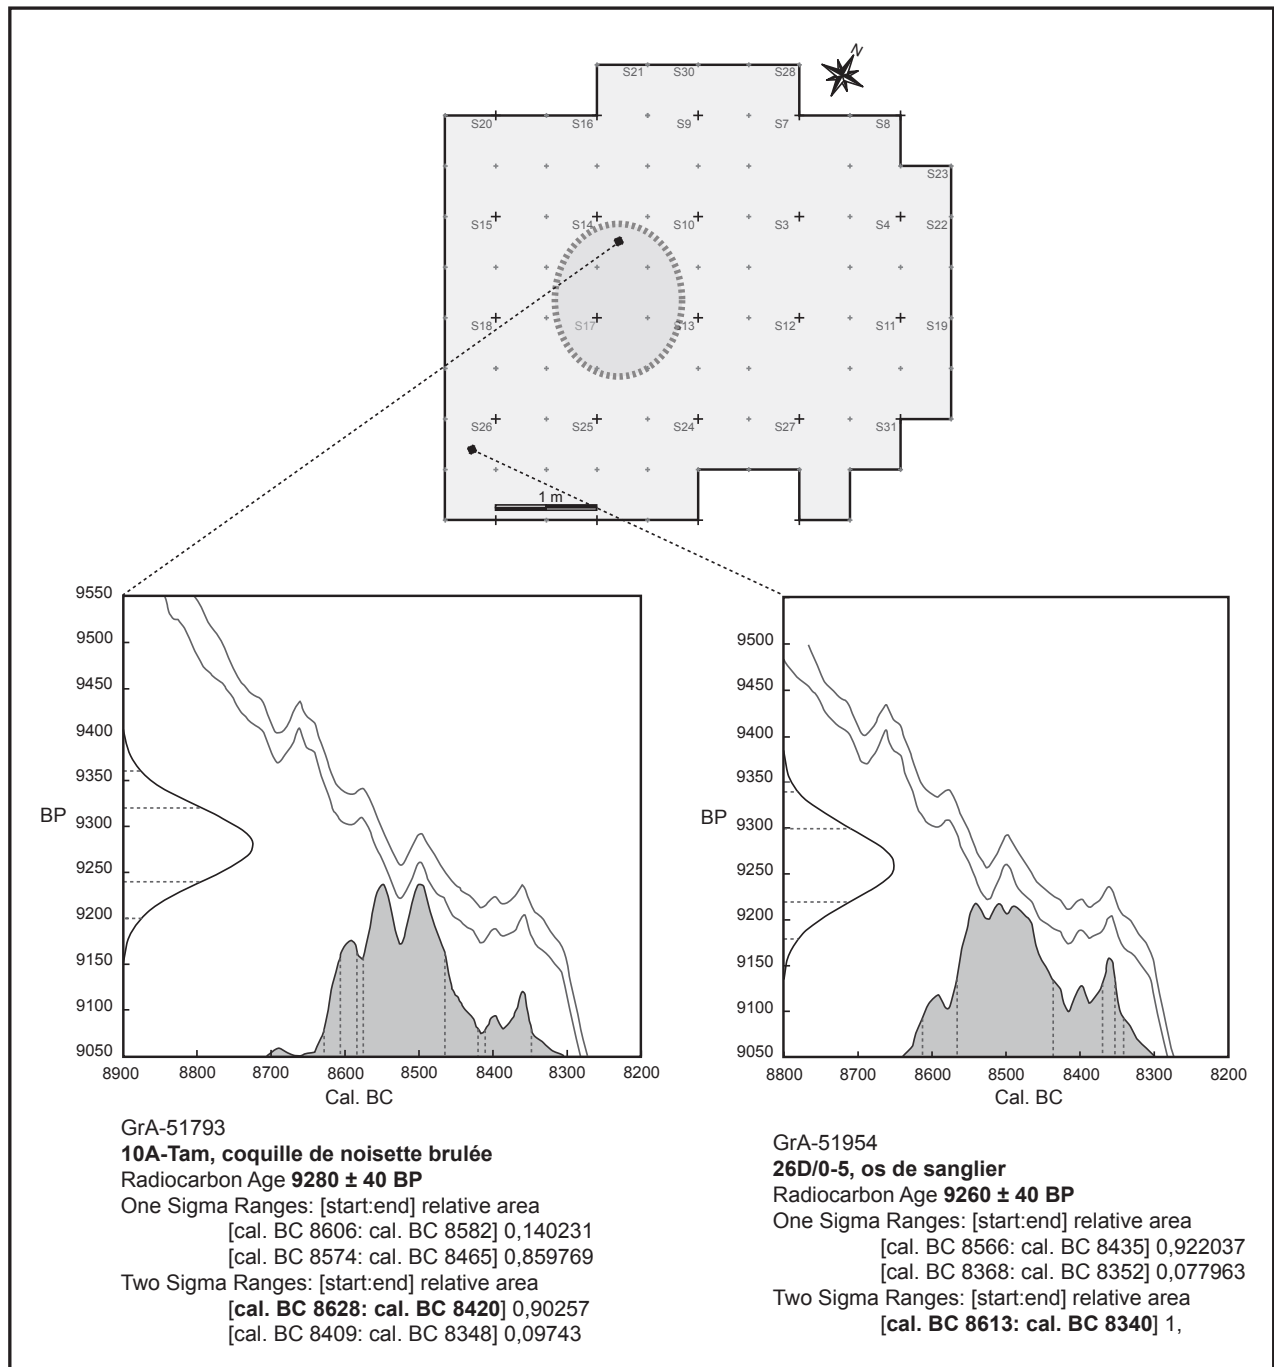 N
S21 S30 S28
S20 S16 S9 S7 S8
S23
S15 S14 S10 S3 S4 S22
S18 S17 S13 S12 S11 S19
S26 S25 S24 S27 S31
1 m
9550
9500
9450
9400
9350
BP
9300
9250
9200
9150
9100
9050
8900 8800 8700 8600 8500 8400 8300 8200
Cal. BC
9500
9450
9400
9350
BP
9300
9250
9200
9150
9100
9050
8800 8700 8600 8500 8400 8300 8200
Cal. BC
GrA-51793
10A-Tam, coquille de noisette brulée
Radiocarbon Age 9280 ± 40 BP
One Sigma Ranges: [start:end] relative area
[cal. BC 8606: cal. BC 8582] 0,140231
[cal. BC 8574: cal. BC 8465] 0,859769
Two Sigma Ranges: [start:end] relative area
[cal. BC 8628: cal. BC 8420] 0,90257
[cal. BC 8409: cal. BC 8348] 0,09743
GrA-51954
26D/0-5, os de sanglier
Radiocarbon Age 9260 ± 40 BP
One Sigma Ranges: [start:end] relative area
[cal. BC 8566: cal. BC 8435] 0,922037
[cal. BC 8368: cal. BC 8352] 0,077963
Two Sigma Ranges: [start:end] relative area
[cal. BC 8613: cal. BC 8340] 1,